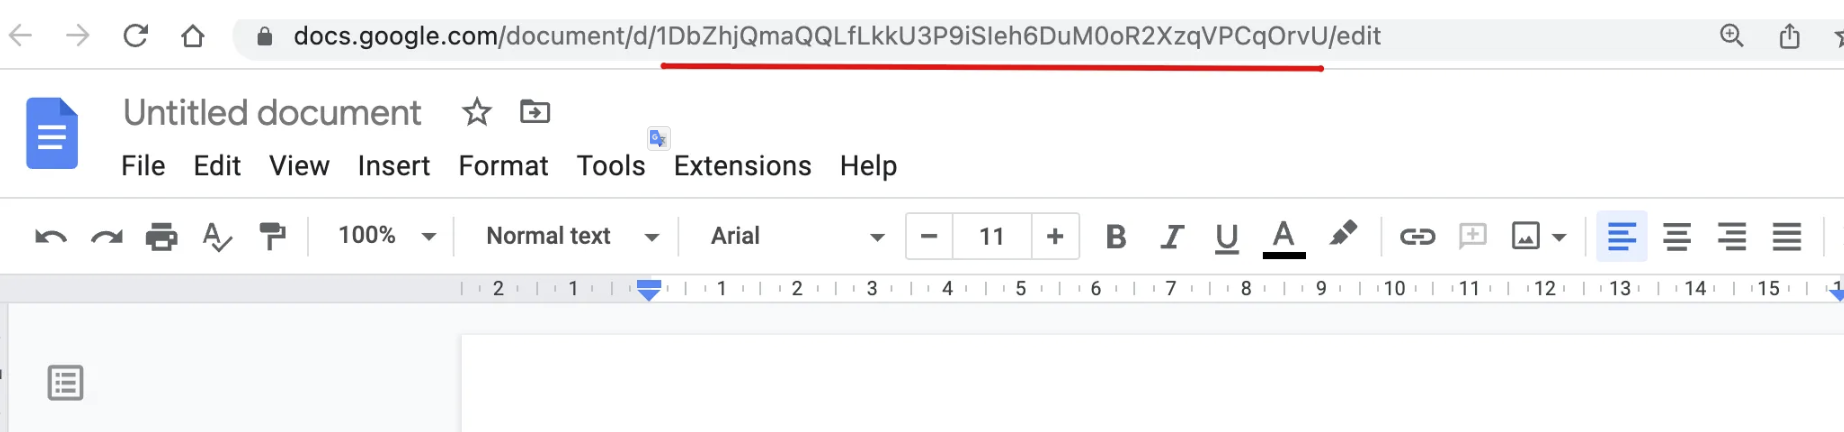 docs.google.com/document/d/1DbZhjQmaQQLfLkkU3P9iSIeh6DuM0oR2XzqVPCqOrvU/edit
Untitled document
File Edit View Insert Format Tools Extensions Help
100% Normal text Arial − 11 + B I U A
2 1 1 2 3 4 5 6 7 8 9 10 11 12 13 14 15